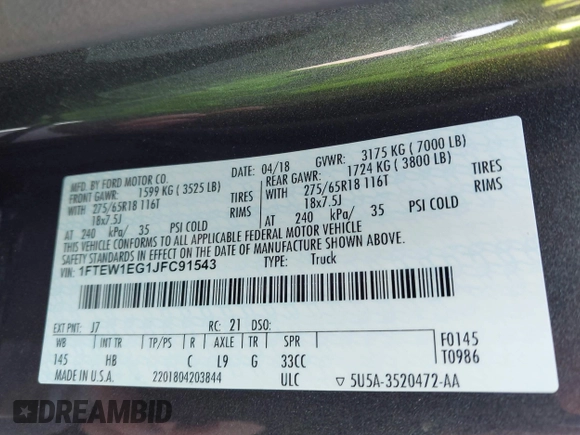 MFD. BY FORD MOTOR CO. DATE: 04/18 GVWR: 3175 KG ( 7000 LB)
FRONT GAWR: 1599 KG ( 3525 LB) REAR GAWR: 1724 KG ( 3800 LB)
WITH 275/65R18 116T TIRES WITH 275/65R18 116T TIRES
18x7.5J RIMS 18x7.5J RIMS
AT 240 kPa/ 35 PSI COLD AT 240 kPa/ 35 PSI COLD
THIS VEHICLE CONFORMS TO ALL APPLICABLE FEDERAL MOTOR VEHICLE
SAFETY STANDARDS IN EFFECT ON THE DATE OF MANUFACTURE SHOWN ABOVE.
VIN: 1FTEW1EG1JFC91543 TYPE: Truck
EXT PNT: J7 RC: 21 DSO: F0145
WB INT TR TP/PS R AXLE TR SPR T0986
145 HB C L9 G 33CC
MADE IN U.S.A. 2201804203844 ULC ▽ 5U5A-3520472-AA
DREAMBID